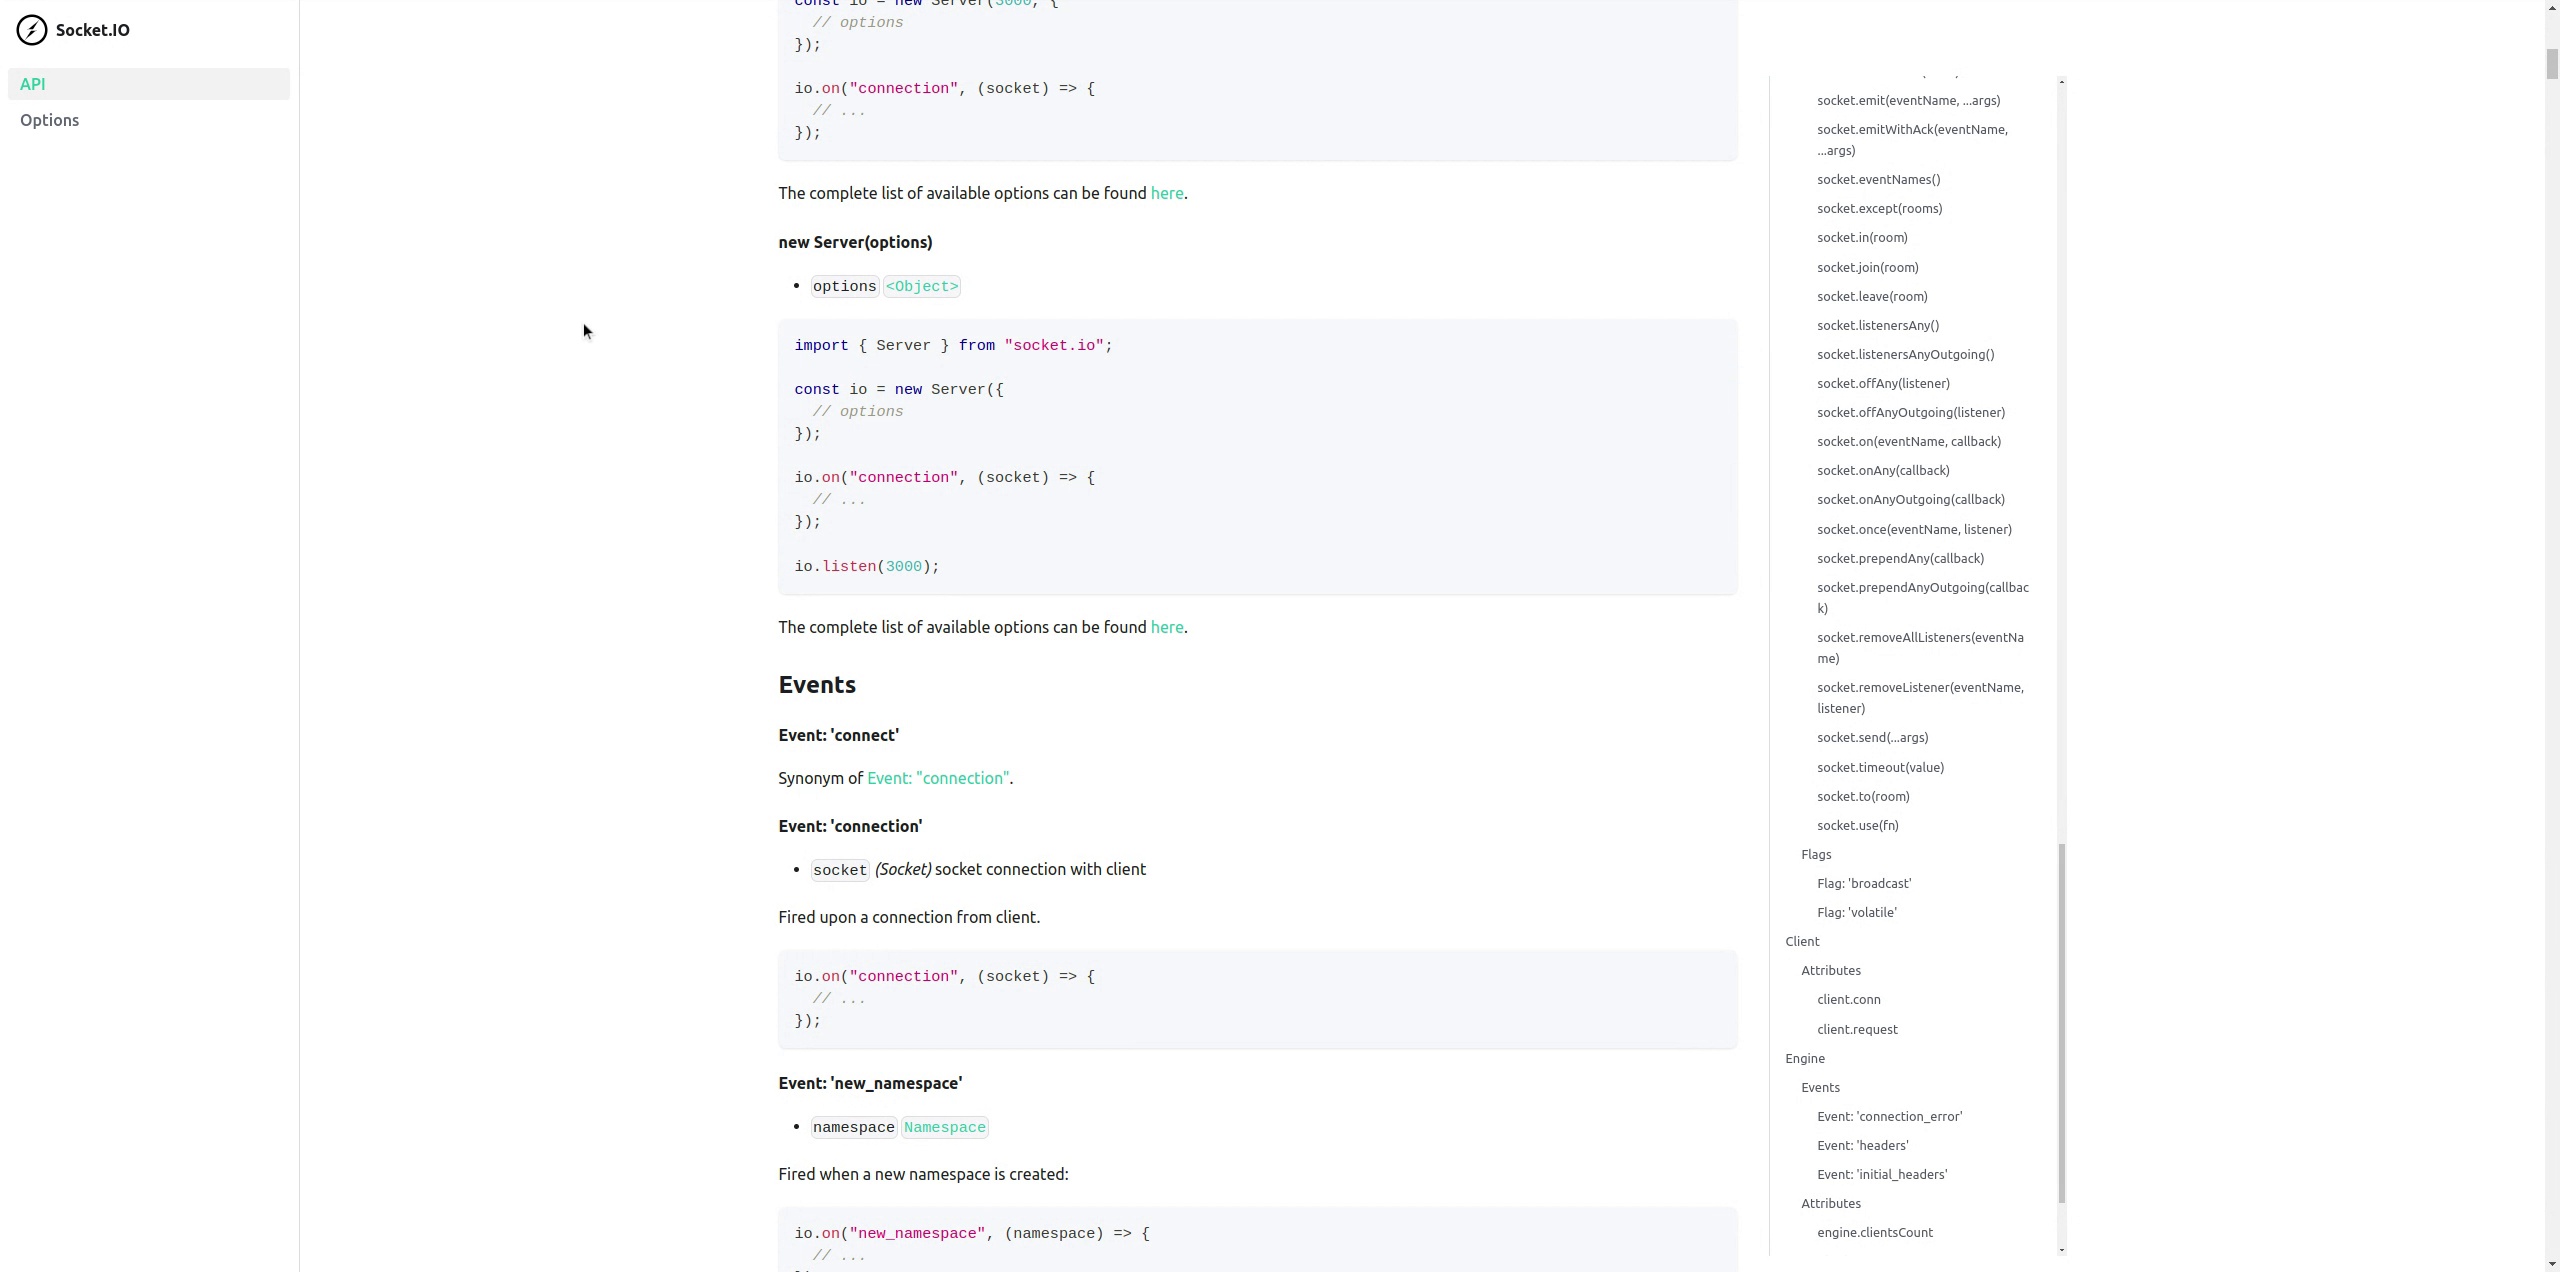 Socket.IO
API
Options
const io = new Server(3000, {
// options
});
io.on("connection", (socket) => {
// ...
});
The complete list of available options can be found here.
new Server(options)
options <Object>
import { Server } from "socket.io";
const io = new Server({
// options
});
io.on("connection", (socket) => {
// ...
});
io.listen(3000);
The complete list of available options can be found here.
Events
Event: 'connect'
Synonym of Event: "connection".
Event: 'connection'
socket (Socket) socket connection with client
Fired upon a connection from client.
io.on("connection", (socket) => {
// ...
});
Event: 'new_namespace'
namespace Namespace
Fired when a new namespace is created:
io.on("new_namespace", (namespace) => {
// ...
socket.emit(eventName, ...args)
socket.emitWithAck(eventName,
...args)
socket.eventNames()
socket.except(rooms)
socket.in(room)
socket.join(room)
socket.leave(room)
socket.listenersAny()
socket.listenersAnyOutgoing()
socket.offAny(listener)
socket.offAnyOutgoing(listener)
socket.on(eventName, callback)
socket.onAny(callback)
socket.onAnyOutgoing(callback)
socket.once(eventName, listener)
socket.prependAny(callback)
socket.prependAnyOutgoing(callbac
k)
socket.removeAllListeners(eventNa
me)
socket.removeListener(eventName,
listener)
socket.send(...args)
socket.timeout(value)
socket.to(room)
socket.use(fn)
Flags
Flag: 'broadcast'
Flag: 'volatile'
Client
Attributes
client.conn
client.request
Engine
Events
Event: 'connection_error'
Event: 'headers'
Event: 'initial_headers'
Attributes
engine.clientsCount